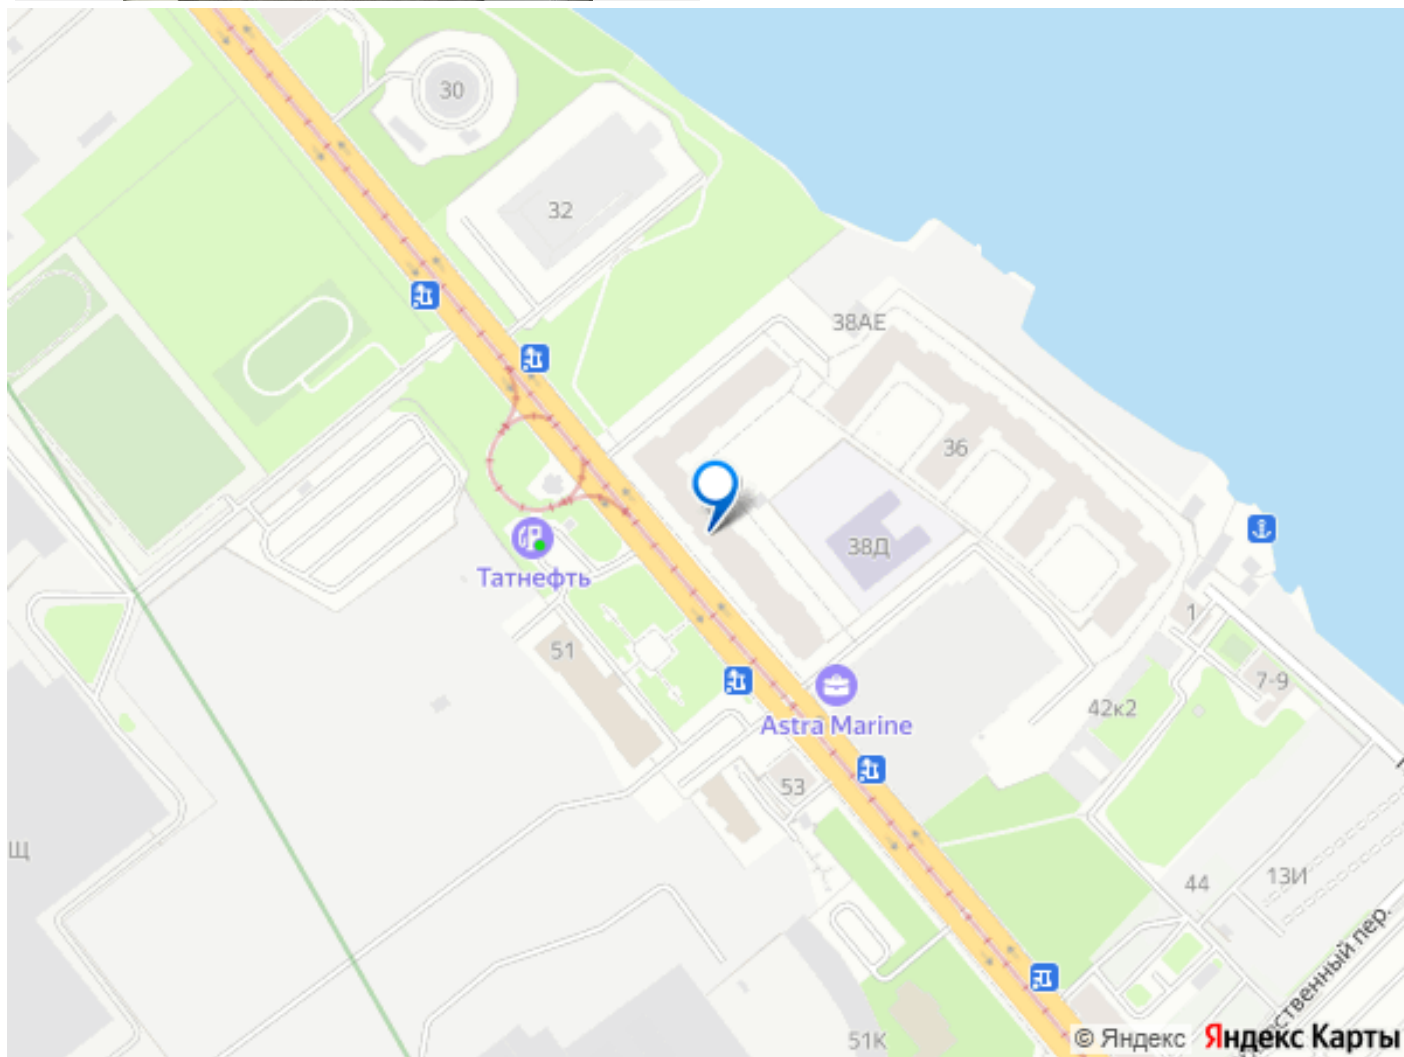 30
32
38АЕ
36
38Д
Татнефть
51
1
7-9
42к2
Astra Marine
53
Щ
44
13И
ственный пер.
51К
© Яндекс Яндекс Карты